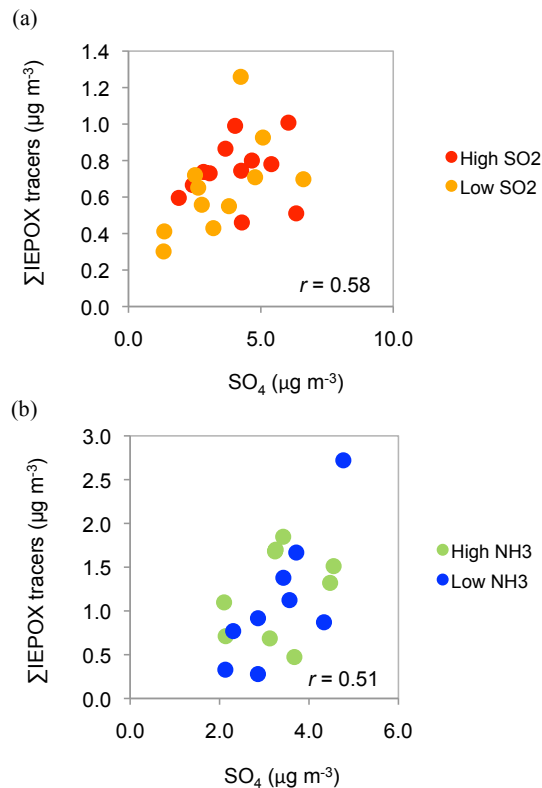 (a)
∑IEPOX tracers (µg m-3)
1.4
1.2
1.0
0.8
0.6
0.4
0.2
0.0
0.0 5.0 10.0
SO4 (µg m-3)
r = 0.58
High SO2
Low SO2
(b)
∑IEPOX tracers (µg m-3)
3.0
2.5
2.0
1.5
1.0
0.5
0.0
0.0 2.0 4.0 6.0
SO4 (µg m-3)
r = 0.51
High NH3
Low NH3